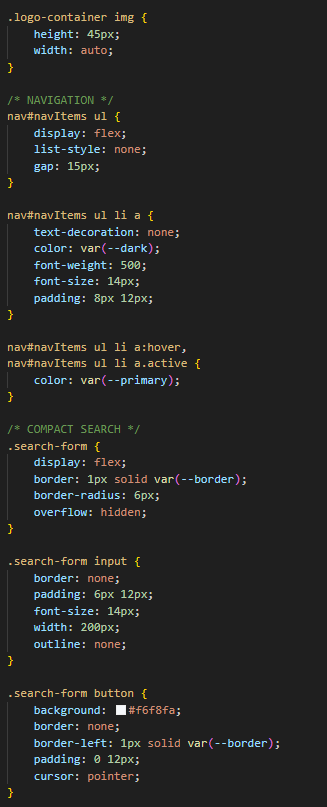 .logo-container img {
    height: 45px;
    width: auto;
}

/* NAVIGATION */
nav#navItems ul {
    display: flex;
    list-style: none;
    gap: 15px;
}

nav#navItems ul li a {
    text-decoration: none;
    color: var(--dark);
    font-weight: 500;
    font-size: 14px;
    padding: 8px 12px;
}

nav#navItems ul li a:hover,
nav#navItems ul li a.active {
    color: var(--primary);
}

/* COMPACT SEARCH */
.search-form {
    display: flex;
    border: 1px solid var(--border);
    border-radius: 6px;
    overflow: hidden;
}

.search-form input {
    border: none;
    padding: 6px 12px;
    font-size: 14px;
    width: 200px;
    outline: none;
}

.search-form button {
    background: #f6f8fa;
    border: none;
    border-left: 1px solid var(--border);
    padding: 0 12px;
    cursor: pointer;
}